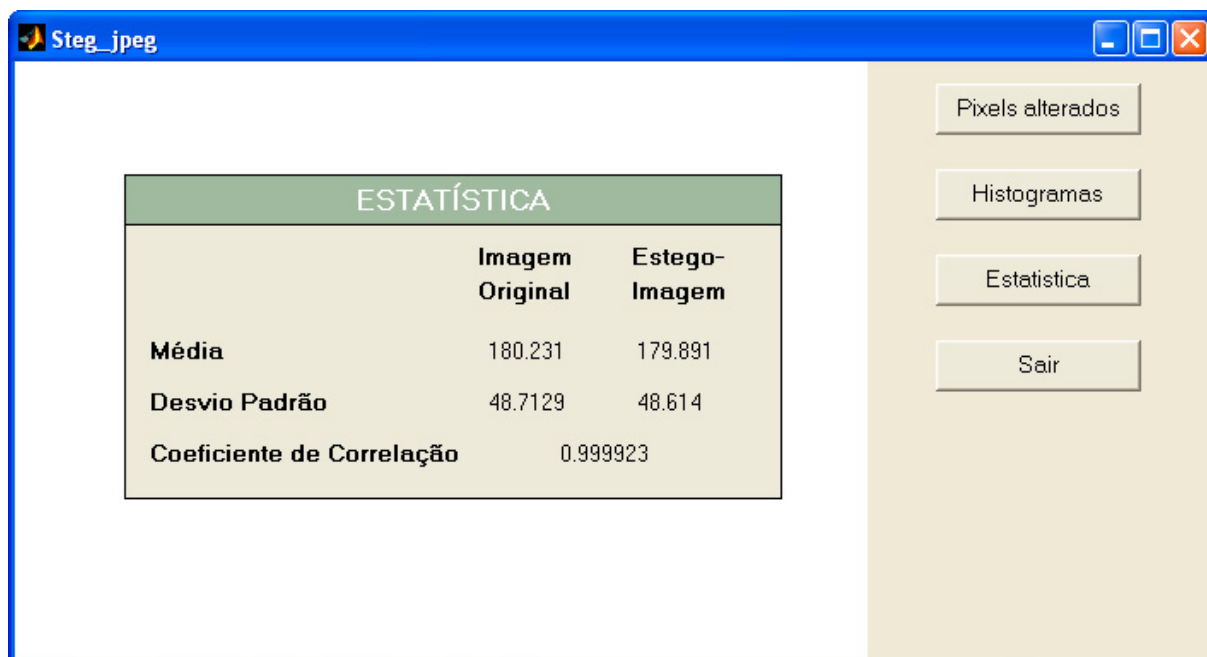 Steg_jpeg
ESTATÍSTICA
Imagem Original
Estego-Imagem
Média 180.231 179.891
Desvio Padrão 48.7129 48.614
Coeficiente de Correlação 0.999923
Pixels alterados
Histogramas
Estatistica
Sair